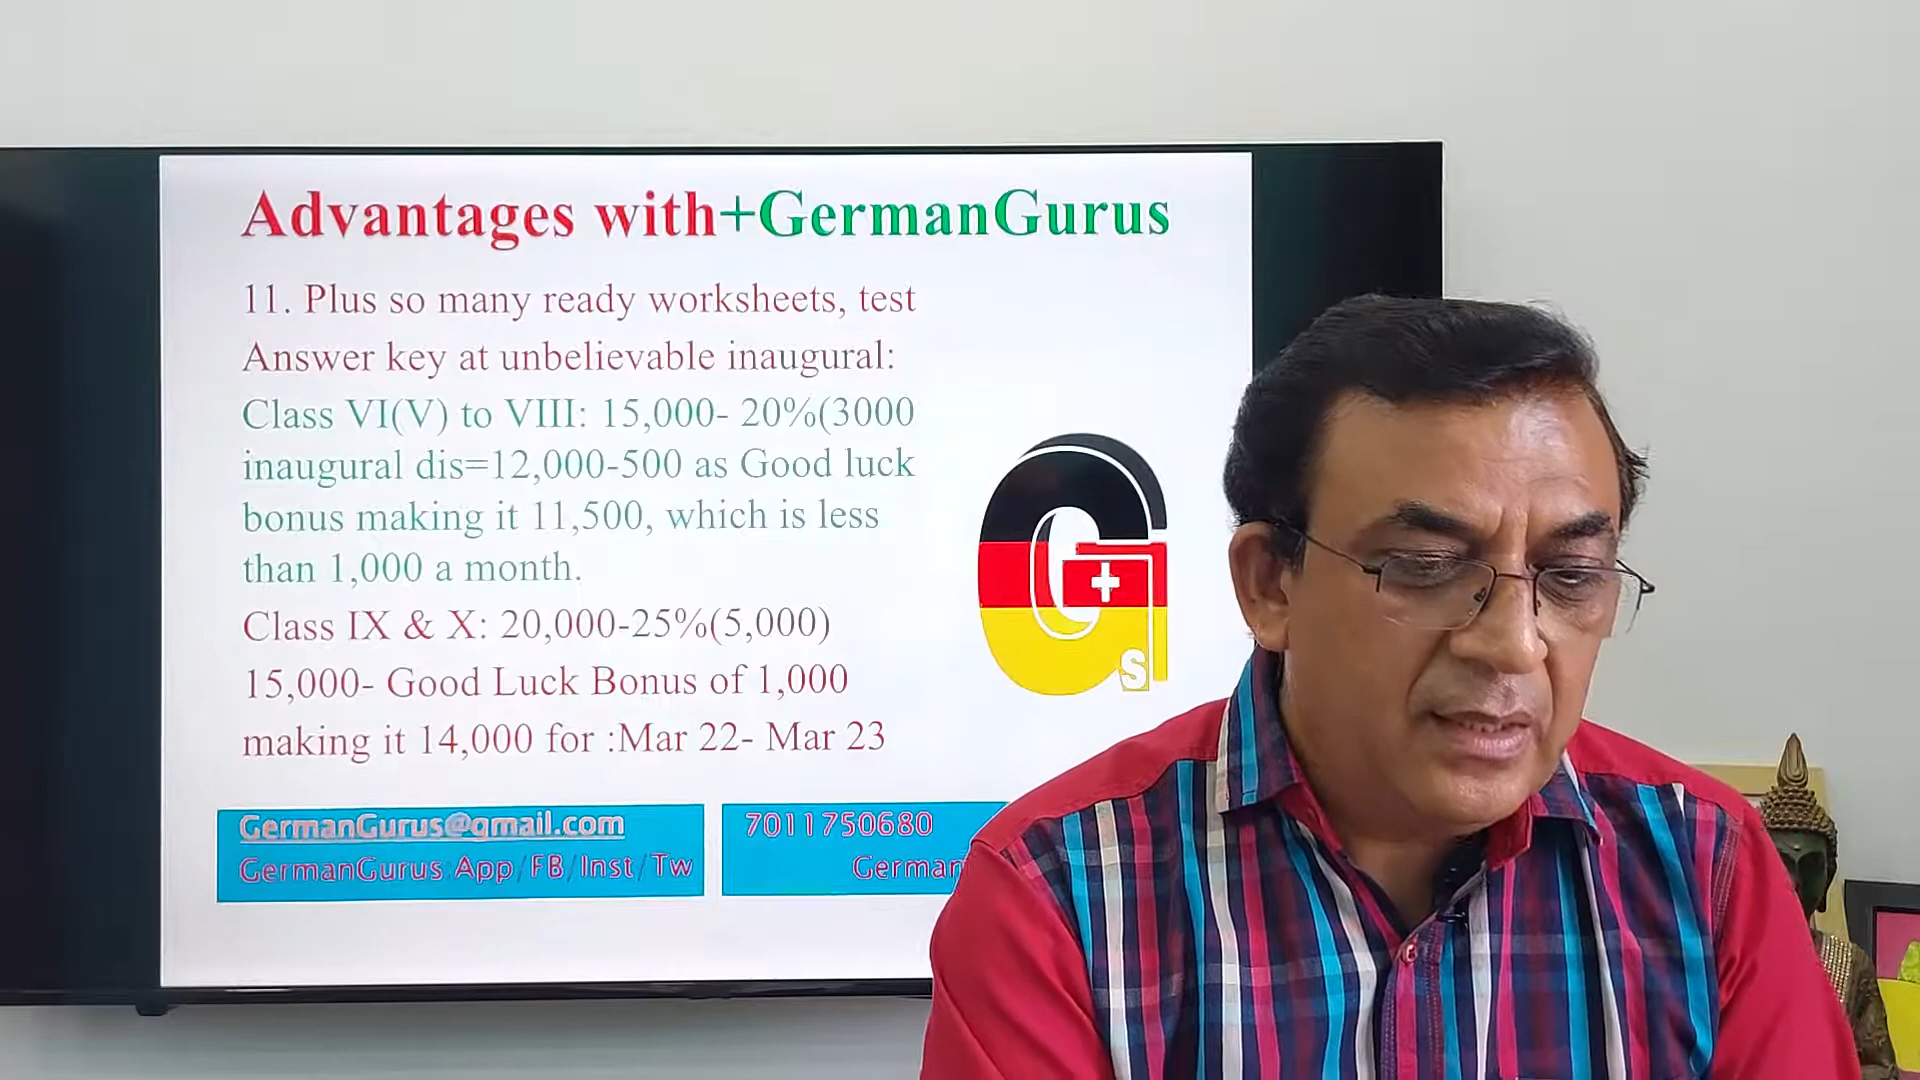 Advantages with+GermanGurus
11. Plus so many ready worksheets, test
Answer key at unbelievable inaugural:
Class VI(V) to VIII: 15,000- 20%(3000
inaugural dis=12,000-500 as Good luck
bonus making it 11,500, which is less
than 1,000 a month.
Class IX & X: 20,000-25%(5,000)
15,000- Good Luck Bonus of 1,000
making it 14,000 for :Mar 22- Mar 23
G
+
s
GermanGurus@gmail.com
GermanGurus:App/FB/Inst/Tw
7011750680
German